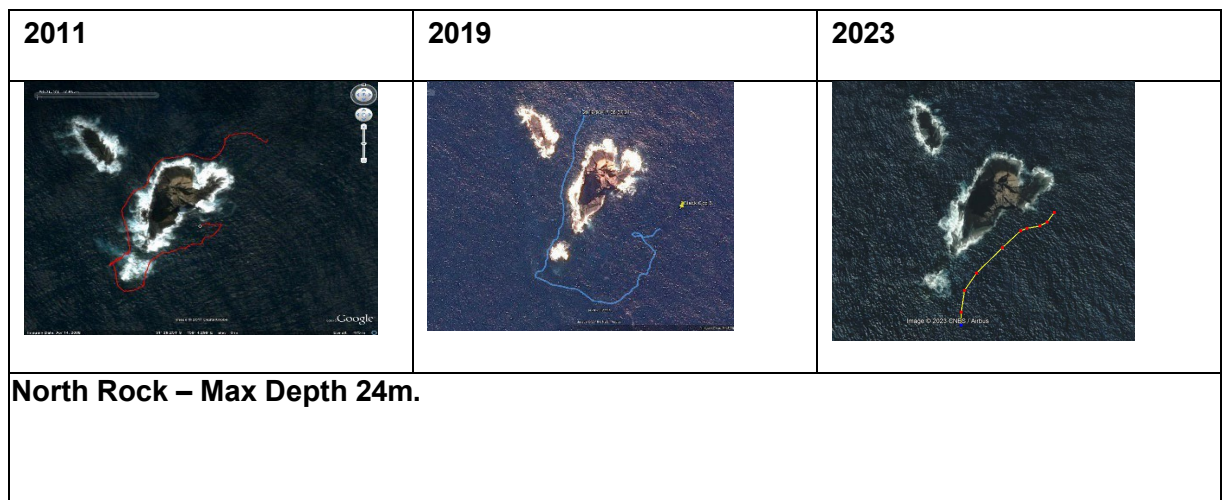 2011
2019
2023
Google
Image © 2023 CNES / Airbus
North Rock – Max Depth 24m.